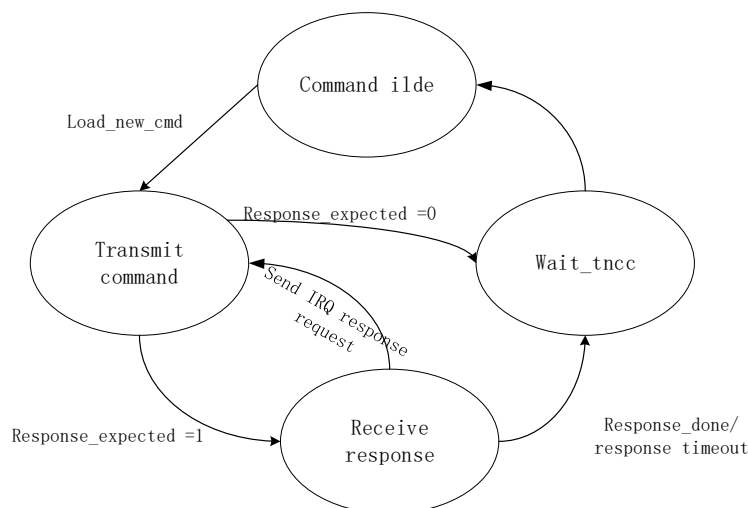 Command ilde
Load_new_cmd
Response_expected =0
Transmit
command
Wait_tncc
Send IRQ response
request
Response_expected =1
Receive
response
Response_done/
response timeout